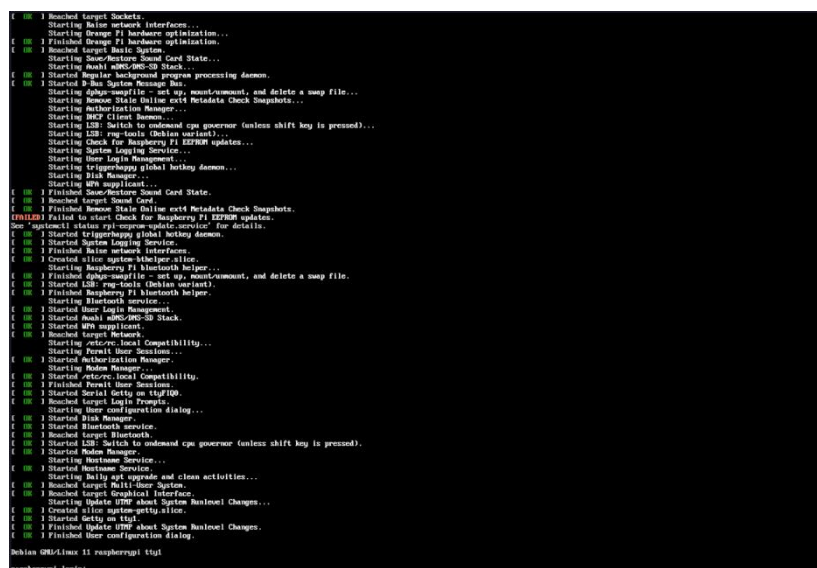 [  OK  ] Reached target Sockets.
Starting Raise network interfaces...
Starting Orange Pi hardware optimization...
[  OK  ] Finished Orange Pi hardware optimization.
[  OK  ] Reached target Basic System.
Starting Save/Restore Sound Card State...
Starting Avahi mDNS/DNS-SD Stack...
[  OK  ] Started Regular background program processing daemon.
[  OK  ] Started D-Bus System Message Bus.
Starting dphys-swapfile - set up, mount/unmount, and delete a swap file...
Starting Remove Stale Online ext4 Metadata Check Snapshots...
Starting Authorization Manager...
Starting DHCP Client Daemon...
Starting LSB: Switch to ondemand cpu governor (unless shift key is pressed)...
Starting LSB: rng-tools (Debian variant)...
Starting Check for Raspberry Pi EEPROM updates...
Starting System Logging Service...
Starting User Login Management...
Starting triggerhappy global hotkey daemon...
Starting Disk Manager...
Starting WPA supplicant...
[  OK  ] Finished Save/Restore Sound Card State.
[  OK  ] Reached target Sound Card.
[  OK  ] Finished Remove Stale Online ext4 Metadata Check Snapshots.
[FAILED] Failed to start Check for Raspberry Pi EEPROM updates.
See 'systemctl status rpi-eeprom-update.service' for details.
[  OK  ] Started triggerhappy global hotkey daemon.
[  OK  ] Started System Logging Service.
[  OK  ] Finished Raise network interfaces.
[  OK  ] Created slice system-bthelper.slice.
Starting Raspberry Pi bluetooth helper...
[  OK  ] Finished dphys-swapfile - set up, mount/unmount, and delete a swap file.
[  OK  ] Started LSB: rng-tools (Debian variant).
[  OK  ] Finished Raspberry Pi bluetooth helper.
Starting Bluetooth service...
[  OK  ] Started User Login Management.
[  OK  ] Started Avahi mDNS/DNS-SD Stack.
[  OK  ] Started WPA supplicant.
[  OK  ] Reached target Network.
Starting /etc/rc.local Compatibility...
Starting Permit User Sessions...
[  OK  ] Started Authorization Manager.
Starting Modem Manager...
[  OK  ] Started /etc/rc.local Compatibility.
[  OK  ] Finished Permit User Sessions.
[  OK  ] Started Serial Getty on ttyFIQ0.
[  OK  ] Reached target Login Prompts.
Starting User configuration dialog...
[  OK  ] Started Disk Manager.
[  OK  ] Started Bluetooth service.
[  OK  ] Reached target Bluetooth.
[  OK  ] Started LSB: Switch to ondemand cpu governor (unless shift key is pressed).
[  OK  ] Started Modem Manager.
Starting Hostname Service...
[  OK  ] Started Hostname Service.
Starting Daily apt upgrade and clean activities...
[  OK  ] Reached target Multi-User System.
[  OK  ] Reached target Graphical Interface.
Starting Update UTMP about System Runlevel Changes...
[  OK  ] Created slice system-getty.slice.
[  OK  ] Started Getty on tty1.
[  OK  ] Finished Update UTMP about System Runlevel Changes.
[  OK  ] Finished User configuration dialog.
Debian GNU/Linux 11 raspberrypi tty1